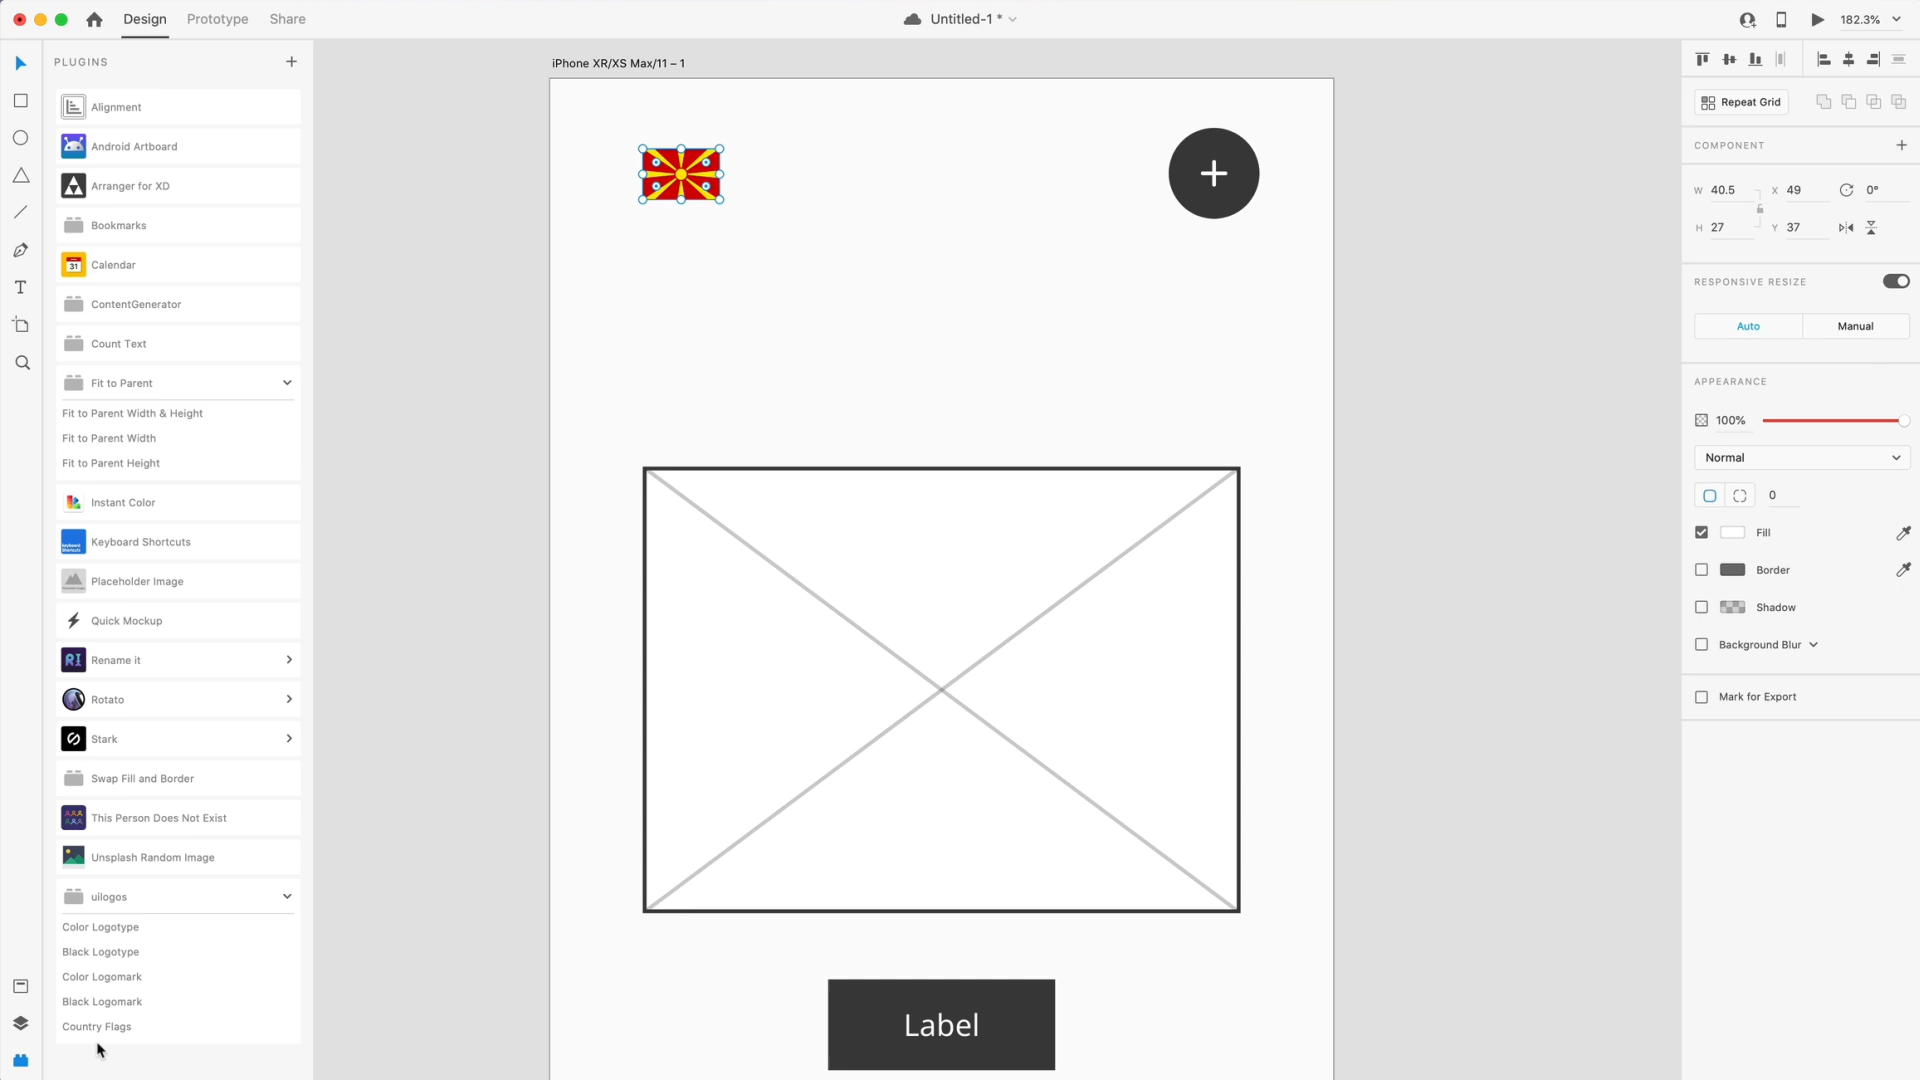 Design Prototype Share
Untitled-1 *
182.3%
PLUGINS
Alignment
Android Artboard
Arranger for XD
Bookmarks
31
Calendar
ContentGenerator
Count Text
Fit to Parent
Fit to Parent Width & Height
Fit to Parent Width
Fit to Parent Height
Instant Color
Keyboard Shortcuts
Placeholder Image
Quick Mockup
RI
Rename it
Rotato
Stark
Swap Fill and Border
This Person Does Not Exist
Unsplash Random Image
uilogos
Color Logotype
Black Logotype
Color Logomark
Black Logomark
Country Flags
iPhone XR/XS Max/11 – 1
Label
Repeat Grid
COMPONENT
W 40.5 X 49 0°
H 27 Y 37
RESPONSIVE RESIZE
Auto Manual
APPEARANCE
100%
Normal
0
Fill
Border
Shadow
Background Blur
Mark for Export